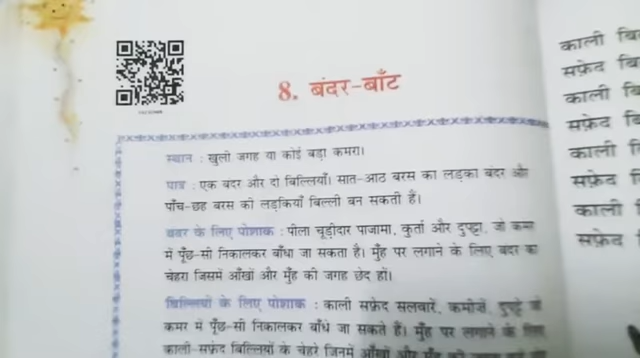 8. बंदर-बाँट
स्थान : खुली जगह या कोई बड़ा कमरा।
पात्र : एक बंदर और दो बिल्लियाँ। सात-आठ बरस का लड़का बंदर और
पाँच-छह बरस की लड़कियाँ बिल्ली बन सकती हैं।
बंदर के लिए पोशाक : पीला चूड़ीदार पाजामा, कुर्ता और दुपट्टा, जो कमर
में पूँछ-सी निकालकर बाँधा जा सकता है। मुँह पर लगाने के लिए बंदर का
चेहरा जिसमें आँखों और मुँह की जगह छेद हों।
बिल्लियों के लिए पोशाक : काली सफ़ेद सलवारें, कमीज़ें, दुपट्टे जो
कमर में पूँछ-सी निकालकर बाँधे जा सकते हैं। मुँह पर लगाने के लिए
काली-सफ़ेद बिल्लियों के चेहरे जिनमें आँखों और मुँह की
काली
सफ़ेद
काली
सफ़ेद
काली
सफ़ेद
काली
सफ़ेद